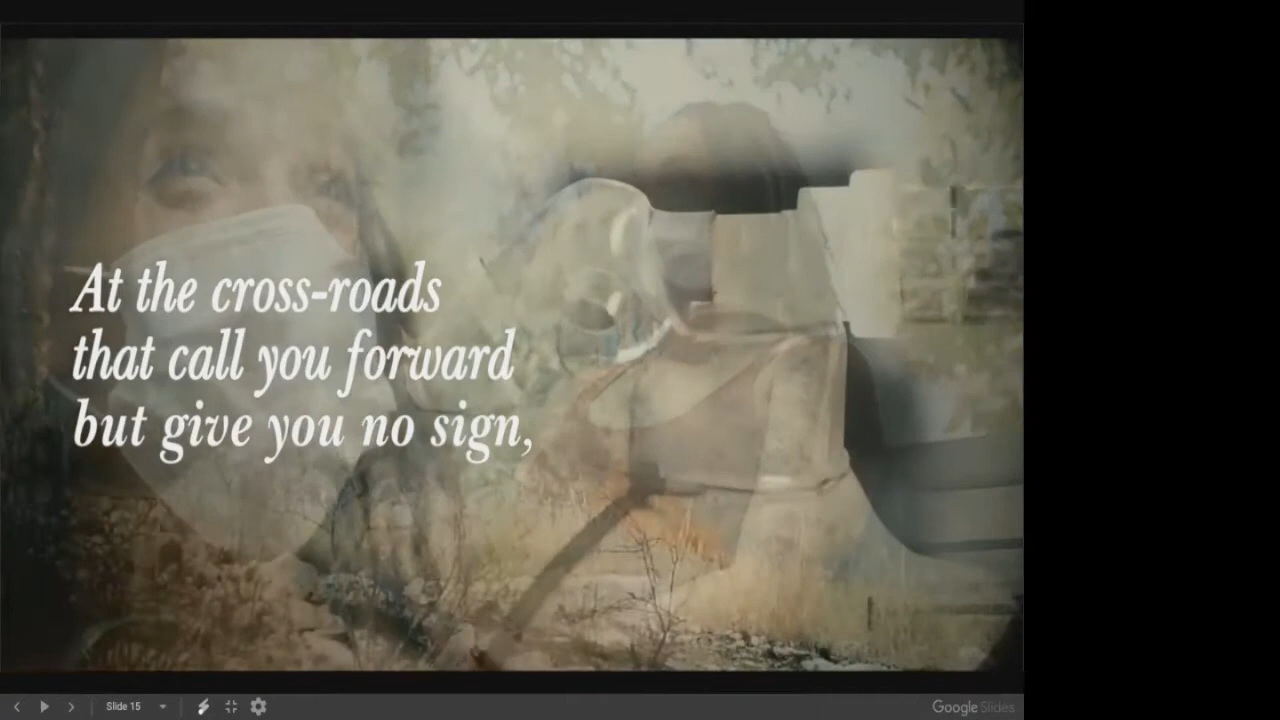 At the cross-roads
that call you forward
but give you no sign,
Slide 15
Google Slides